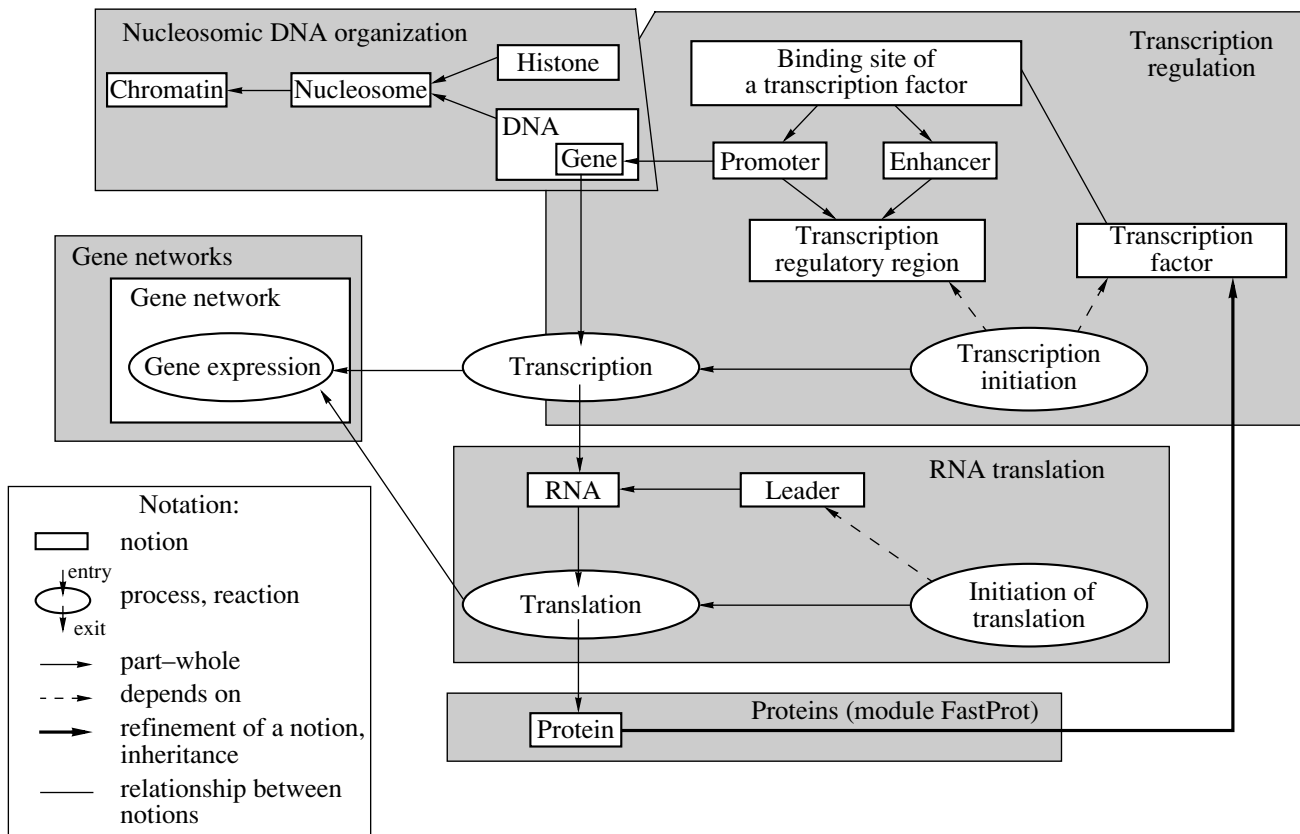 Nucleosomic DNA organization
Histone
Chromatin
Nucleosome
DNA
Gene
Transcription
regulation
Binding site of
a transcription factor
Promoter
Enhancer
Transcription
regulatory region
Transcription
factor
Gene networks
Gene network
Gene expression
Transcription
Transcription
initiation
RNA translation
RNA
Leader
Translation
Initiation of
translation
Proteins (module FastProt)
Protein
Notation:
notion
entry
process, reaction
exit
part–whole
depends on
refinement of a notion,
inheritance
relationship between
notions